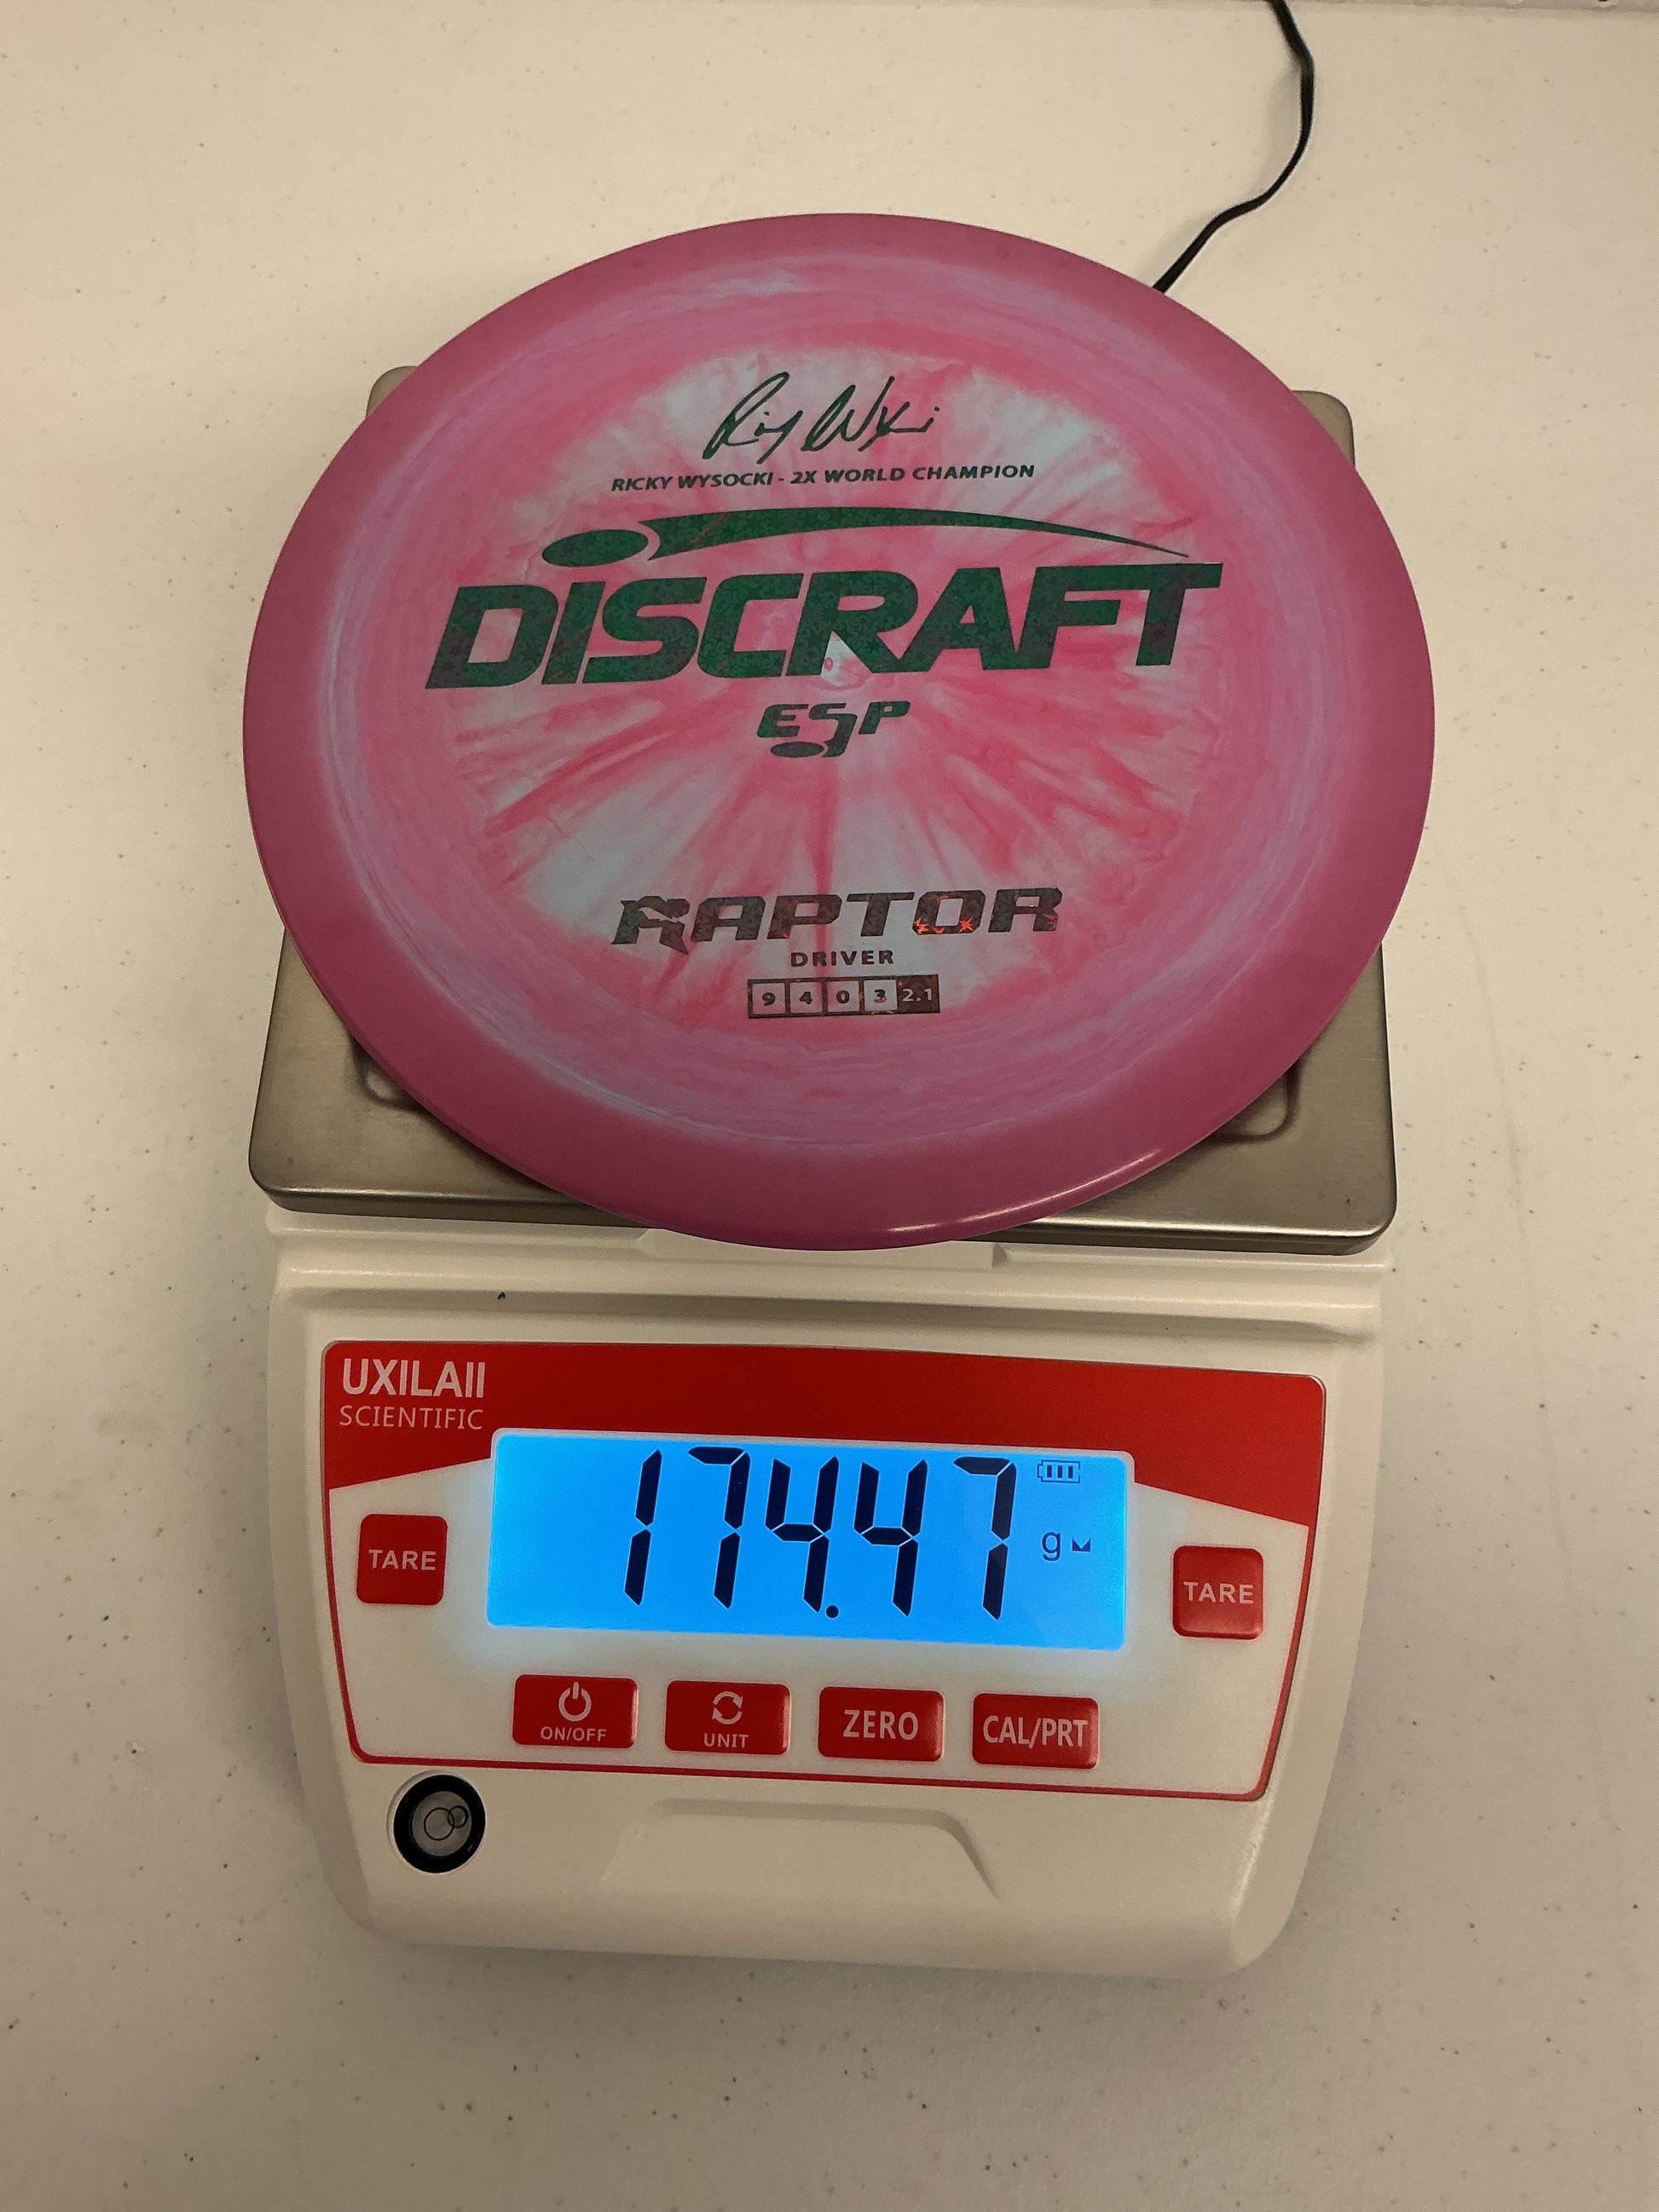 RICKY WYSOCKI - 2X WORLD CHAMPION
DISCRAFT
ESP
RAPTOR
DRIVER
9 4 0 3 2.1
UXILAII
SCIENTIFIC
174.47 g
TARE
TARE
ON/OFF
UNIT
ZERO
CAL/PRT